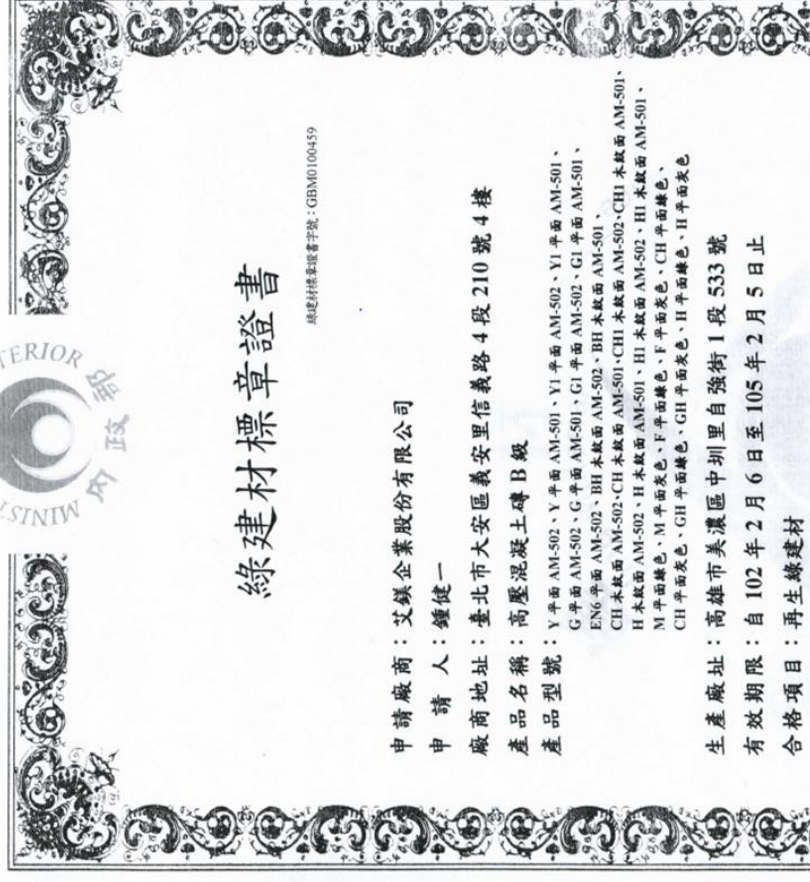 MINISTRY
TERIOR
內政部
綠建材標章證書
綠建材標章證書字號：GBM0100459
申請廠商：艾鎂企業股份有限公司
申請人：鍾健一
廠商地址：臺北市大安區義安里信義路4段210號4樓
產品名稱：高壓混凝土磚B級
產品型號：Y平面AM-502、Y平面AM-501、Y1平面AM-502、Y1平面AM-501、
G平面AM-502、G平面AM-501、G1平面AM-502、G1平面AM-501、
EN6平面AM-502、BH木紋面AM-502、BH木紋面AM-501、
CH木紋面AM-502、CH木紋面AM-501、CH1木紋面AM-502、CH1木紋面AM-501、
H木紋面AM-502、H木紋面AM-501、H1木紋面AM-502、H1木紋面AM-501、
M平面綠色、M平面灰色、F平面綠色、F平面灰色、CH平面綠色、
CH平面灰色、GH平面綠色、GH平面灰色、H平面綠色、H平面灰色
生產廠址：高雄市美濃區中圳里自強街1段533號
有效期限：自102年2月6日至105年2月5日止
合格項目：再生綠建材